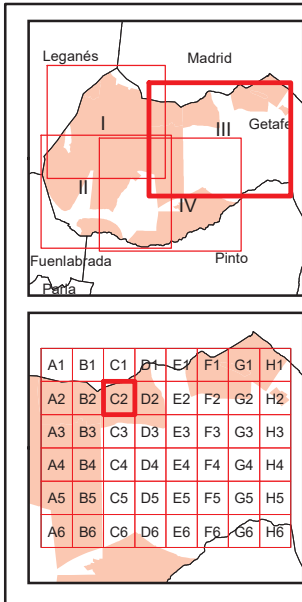 Leganés Madrid
I
III
Getafe
II
IV
Fuenlabrada Pinto
Parla
A1 B1 C1 D1 E1 F1 G1 H1
A2 B2 C2 D2 E2 F2 G2 H2
A3 B3 C3 D3 E3 F3 G3 H3
A4 B4 C4 D4 E4 F4 G4 H4
A5 B5 C5 D5 E5 F5 G5 H5
A6 B6 C6 D6 E6 F6 G6 H6